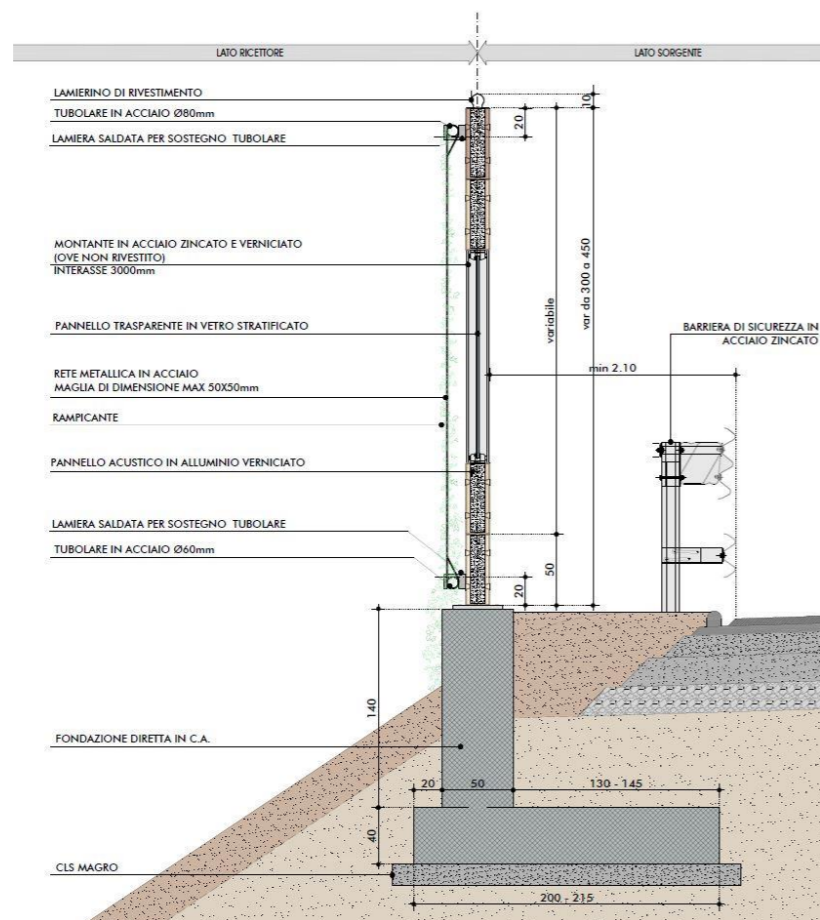 LATO RICETTORE
LATO SORGENTE
LAMIERINO DI RIVESTIMENTO
TUBOLARE IN ACCIAIO Ø80mm
LAMIERA SALDATA PER SOSTEGNO TUBOLARE
10
20
MONTANTE IN ACCIAIO ZINCATO E VERNICIATO
(OVE NON RIVESTITO)
INTERASSE 3000mm
variabile
var da 300 a 450
PANNELLO TRASPARENTE IN VETRO STRATIFICATO
BARRIERA DI SICUREZZA IN
ACCIAIO ZINCATO
min 2.10
RETE METALLICA IN ACCIAIO
MAGLIA DI DIMENSIONE MAX 50X50mm
RAMPICANTE
PANNELLO ACUSTICO IN ALLUMINIO VERNICIATO
LAMIERA SALDATA PER SOSTEGNO TUBOLARE
TUBOLARE IN ACCIAIO Ø60mm
50
20
140
FONDAZIONE DIRETTA IN C.A.
20
50
130 - 145
40
CLS MAGRO
200 - 215